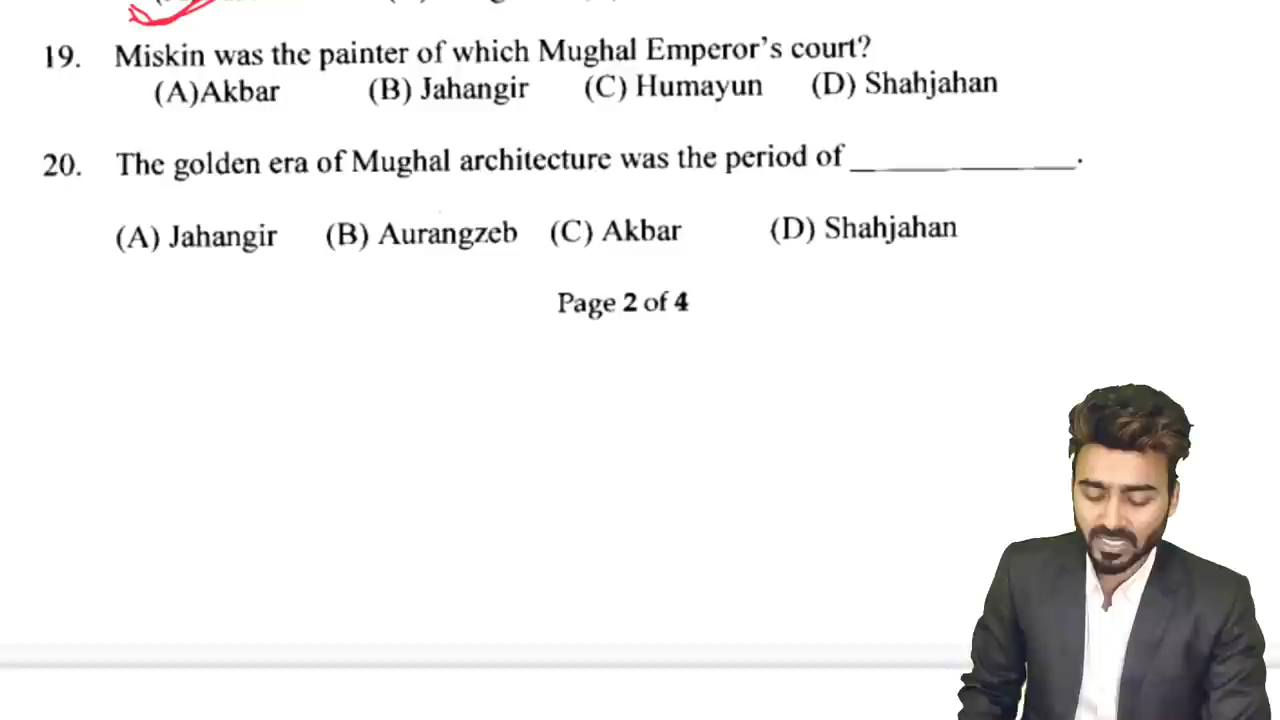 19. Miskin was the painter of which Mughal Emperor's court?
(A)Akbar (B) Jahangir (C) Humayun (D) Shahjahan
20. The golden era of Mughal architecture was the period of ______________.
(A) Jahangir (B) Aurangzeb (C) Akbar (D) Shahjahan
Page 2 of 4